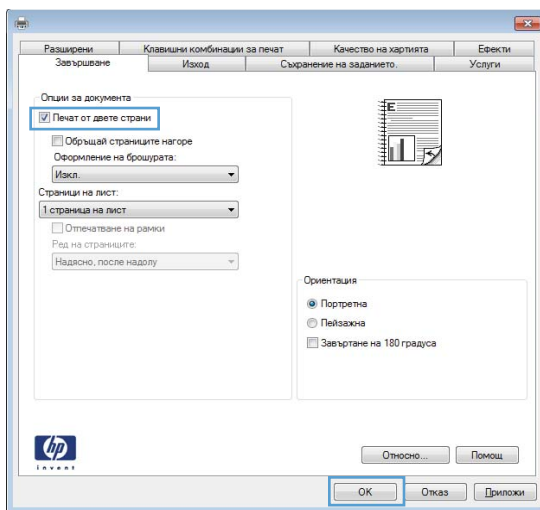 Разширени Клавишни комбинации за печат Качество на хартията Ефекти
Завършване Изход Съхранение на заданието. Услуги
Опции за документа
Печат от двете страни
Обръщай страниците нагоре
Оформление на брошурата:
Изкл.
Страници на лист:
1 страница на лист
Отпечатване на рамки
Ред на страниците:
Надясно, после надолу
E
Ориентация
Портретна
Пейзажна
Завъртане на 180 градуса
hp
invent
Относно... Помощ
OK Отказ Приложи